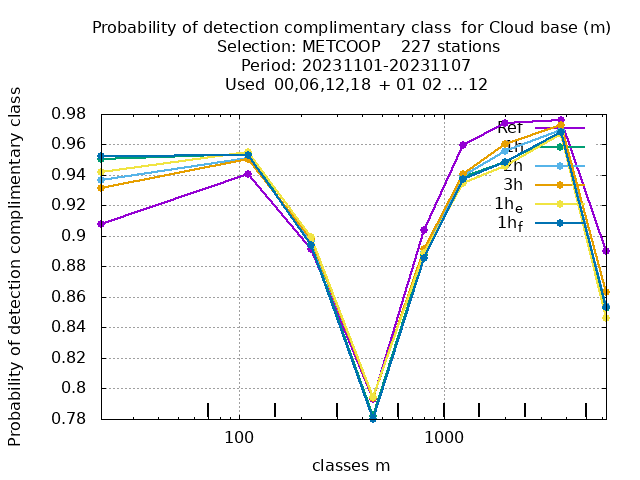 Probability of detection complimentary class  for Cloud base (m)
Selection: METCOOP    227 stations
Period: 20231101-20231107
Used  00,06,12,18  + 01 02 ... 12
Probability of detection complimentary class
0.98
0.96
0.94
0.92
0.9
0.88
0.86
0.84
0.82
0.8
0.78
Ref
1h
2h
3h
1he
1hf
100
1000
classes m